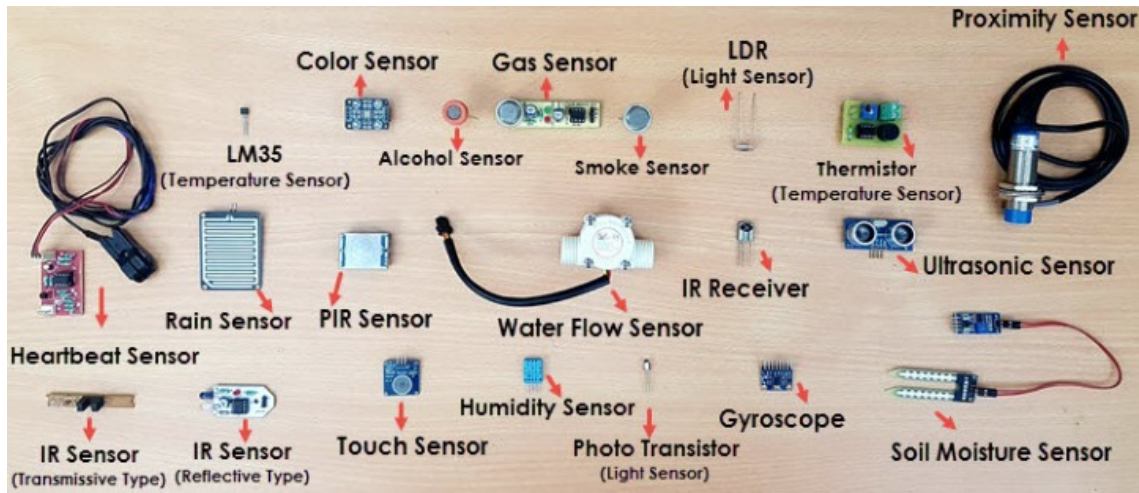 Proximity Sensor
Color Sensor
Gas Sensor
LDR
(Light Sensor)
LM35
(Temperature Sensor)
Alcohol Sensor
Smoke Sensor
Thermistor
(Temperature Sensor)
Rain Sensor
PIR Sensor
Water Flow Sensor
IR Receiver
Ultrasonic Sensor
Heartbeat Sensor
IR Sensor
(Transmissive Type)
IR Sensor
(Reflective Type)
Touch Sensor
Humidity Sensor
Photo Transistor
(Light Sensor)
Gyroscope
Soil Moisture Sensor